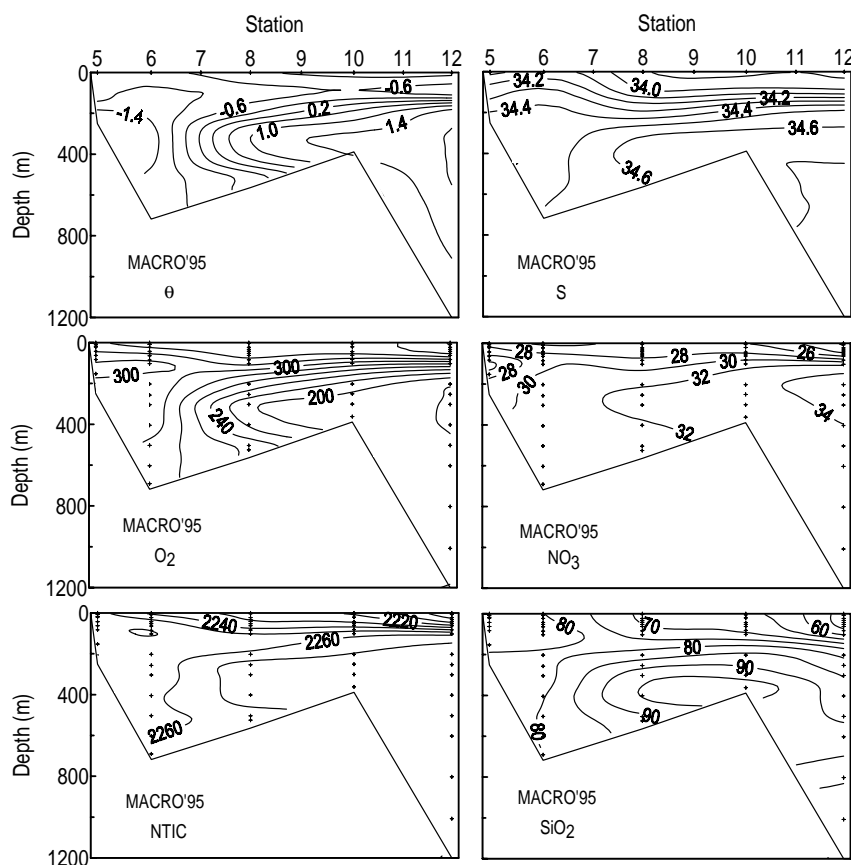 Station
Station
5 6 7 8 10 12
5 6 7 8 10 12
Depth (m)
0
400
800
1200
-1.4
-0.6
0.2
1.0
1.4
-0.6
MACRO'95
θ
34.2
34.0
34.2
34.4
34.4
34.6
34.6
MACRO'95
S
Depth (m)
0
400
800
1200
300
300
240
200
MACRO'95
O2
28
28
26
28
30
30
32
32
34
MACRO'95
NO3
Depth (m)
0
400
800
1200
2240
2220
2260
2260
MACRO'95
NTIC
80
70
60
80
90
90
80
MACRO'95
SiO2